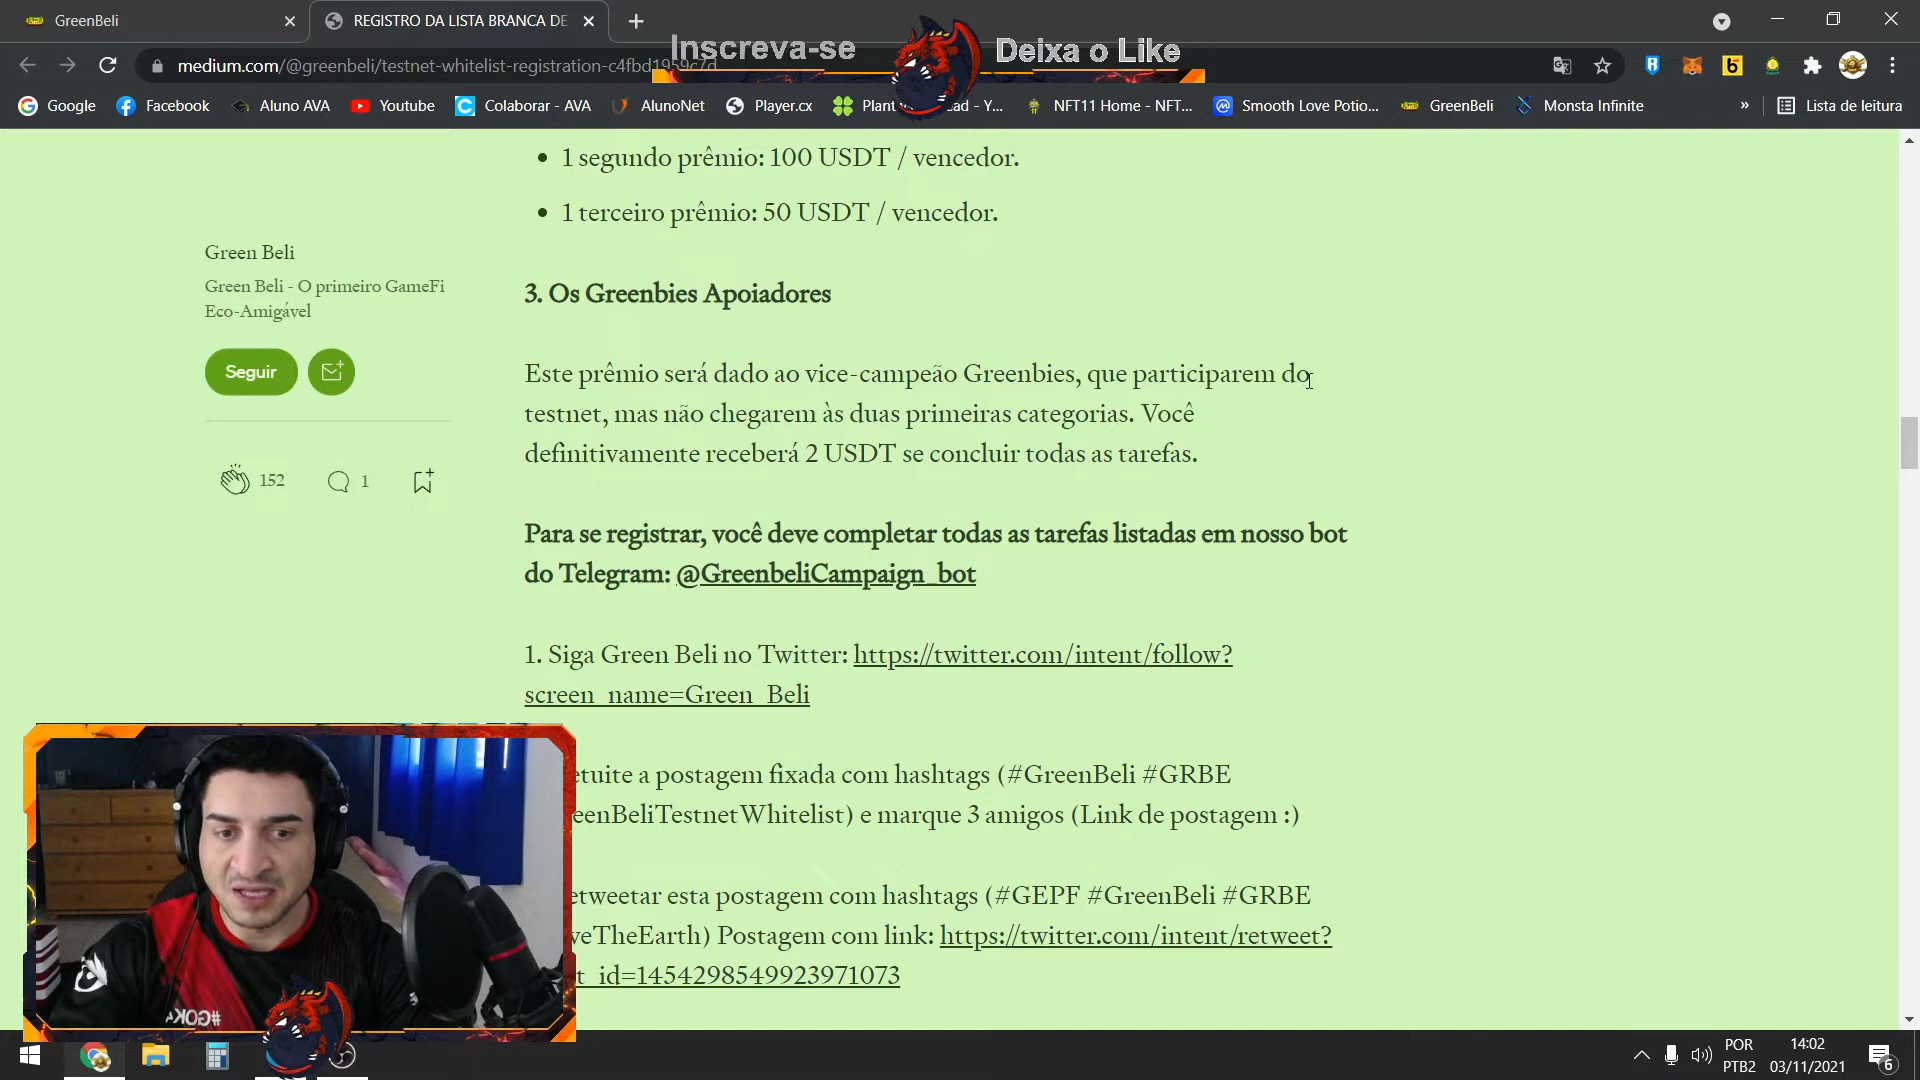 GreenBeli
REGISTRO DA LISTA BRANCA DE
Inscreva-se
Deixa o Like
medium.com/@greenbeli/testnet-whitelist-registration-c4fbd1959c7d
Google
Facebook
Aluno AVA
Youtube
Colaborar - AVA
AlunoNet
Player.cx
Plant
ad - Y...
NFT11 Home - NFT...
Smooth Love Potio...
GreenBeli
Monsta Infinite
»
Lista de leitura
• 1 segundo prêmio: 100 USDT / vencedor.
• 1 terceiro prêmio: 50 USDT / vencedor.
Green Beli
Green Beli - O primeiro GameFi
Eco-Amigável
Seguir
152
1
3. Os Greenbies Apoiadores
Este prêmio será dado ao vice-campeão Greenbies, que participarem do
testnet, mas não chegarem às duas primeiras categorias. Você
definitivamente receberá 2 USDT se concluir todas as tarefas.
Para se registrar, você deve completar todas as tarefas listadas em nosso bot
do Telegram: @GreenbeliCampaign_bot
1. Siga Green Beli no Twitter: https://twitter.com/intent/follow?
screen_name=Green_Beli
etuite a postagem fixada com hashtags (#GreenBeli #GRBE
eenBeliTestnetWhitelist) e marque 3 amigos (Link de postagem :)
etweetar esta postagem com hashtags (#GEPF #GreenBeli #GRBE
veTheEarth) Postagem com link: https://twitter.com/intent/retweet?
t_id=1454298549923971073
POR
PTB2
14:02
03/11/2021
6